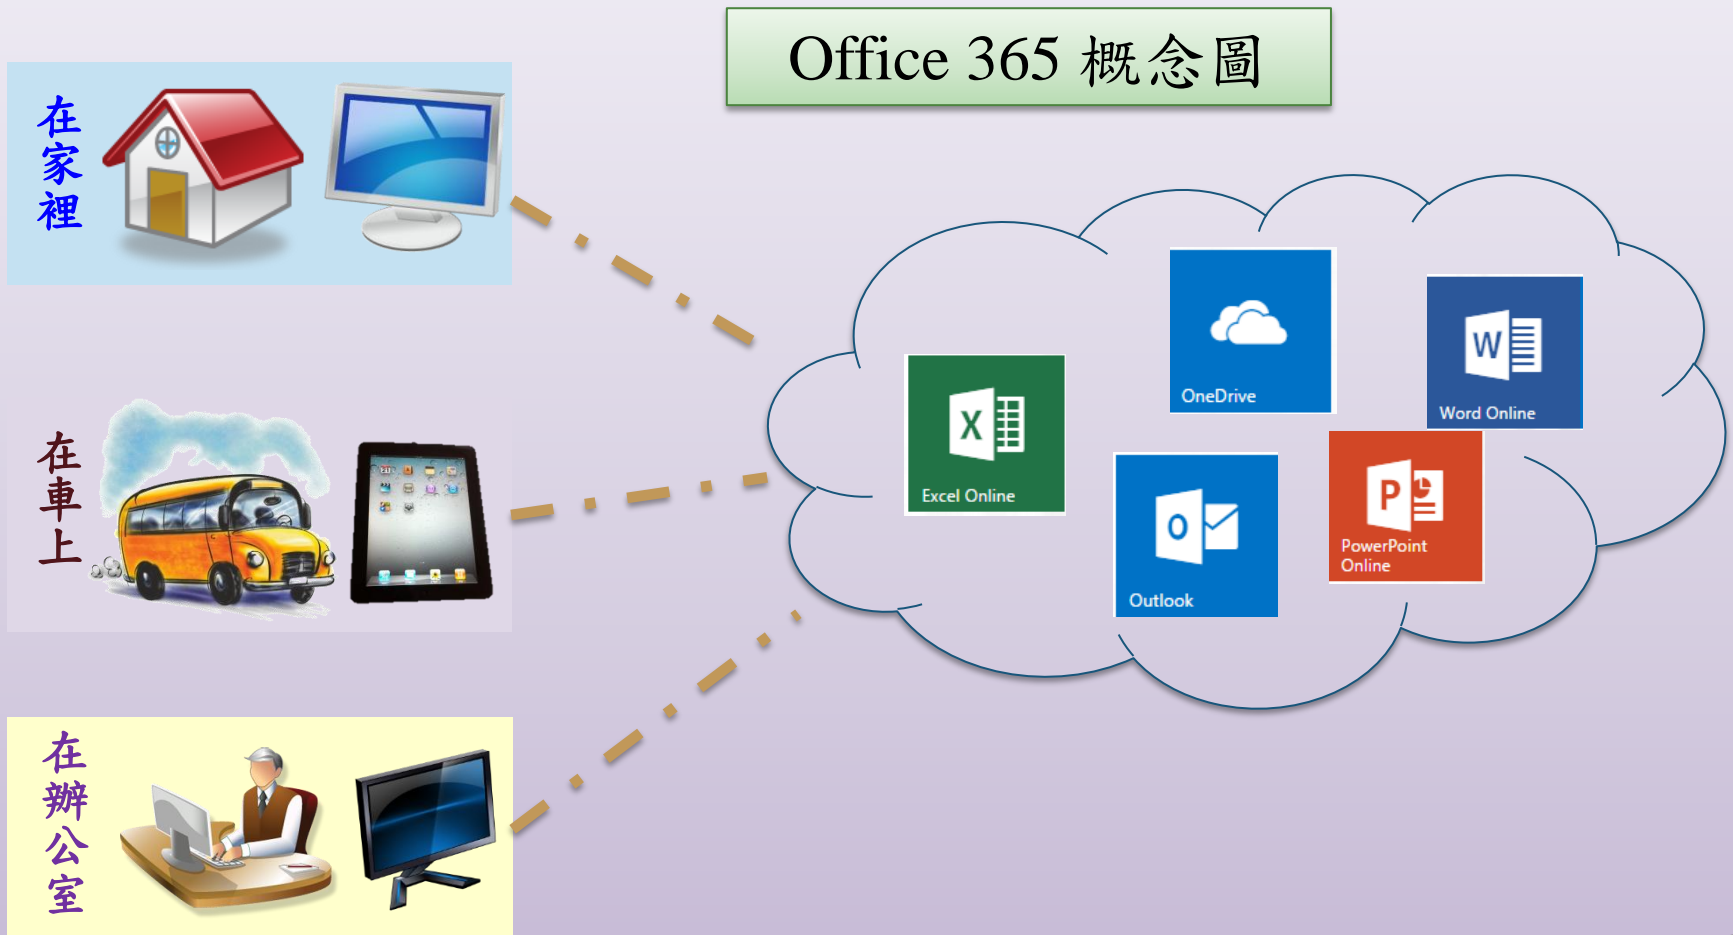 Office 365 概念圖
在家裡
在車上
在辦公室
OneDrive
Word Online
Excel Online
PowerPoint
Online
Outlook